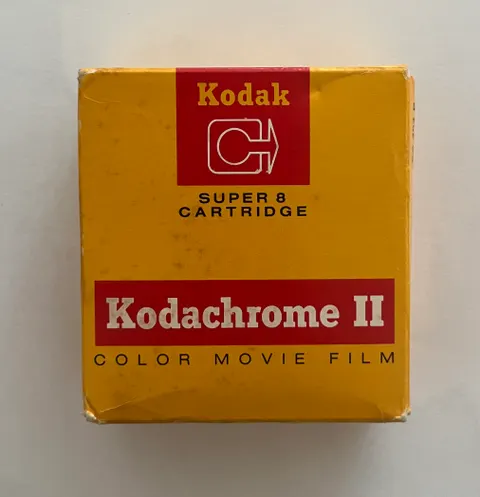 Kodak
SUPER 8
CARTRIDGE
Kodachrome II
COLOR MOVIE FILM